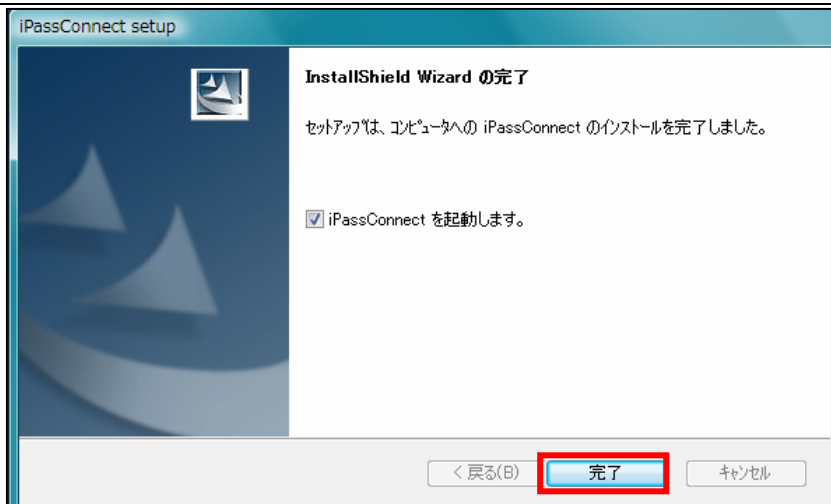 iPassConnect setup
InstallShield Wizard の完了
セットアップは、コンピュータへの iPassConnect のインストールを完了しました。
iPassConnect を起動します。
< 戻る(B)
完了
キャンセル